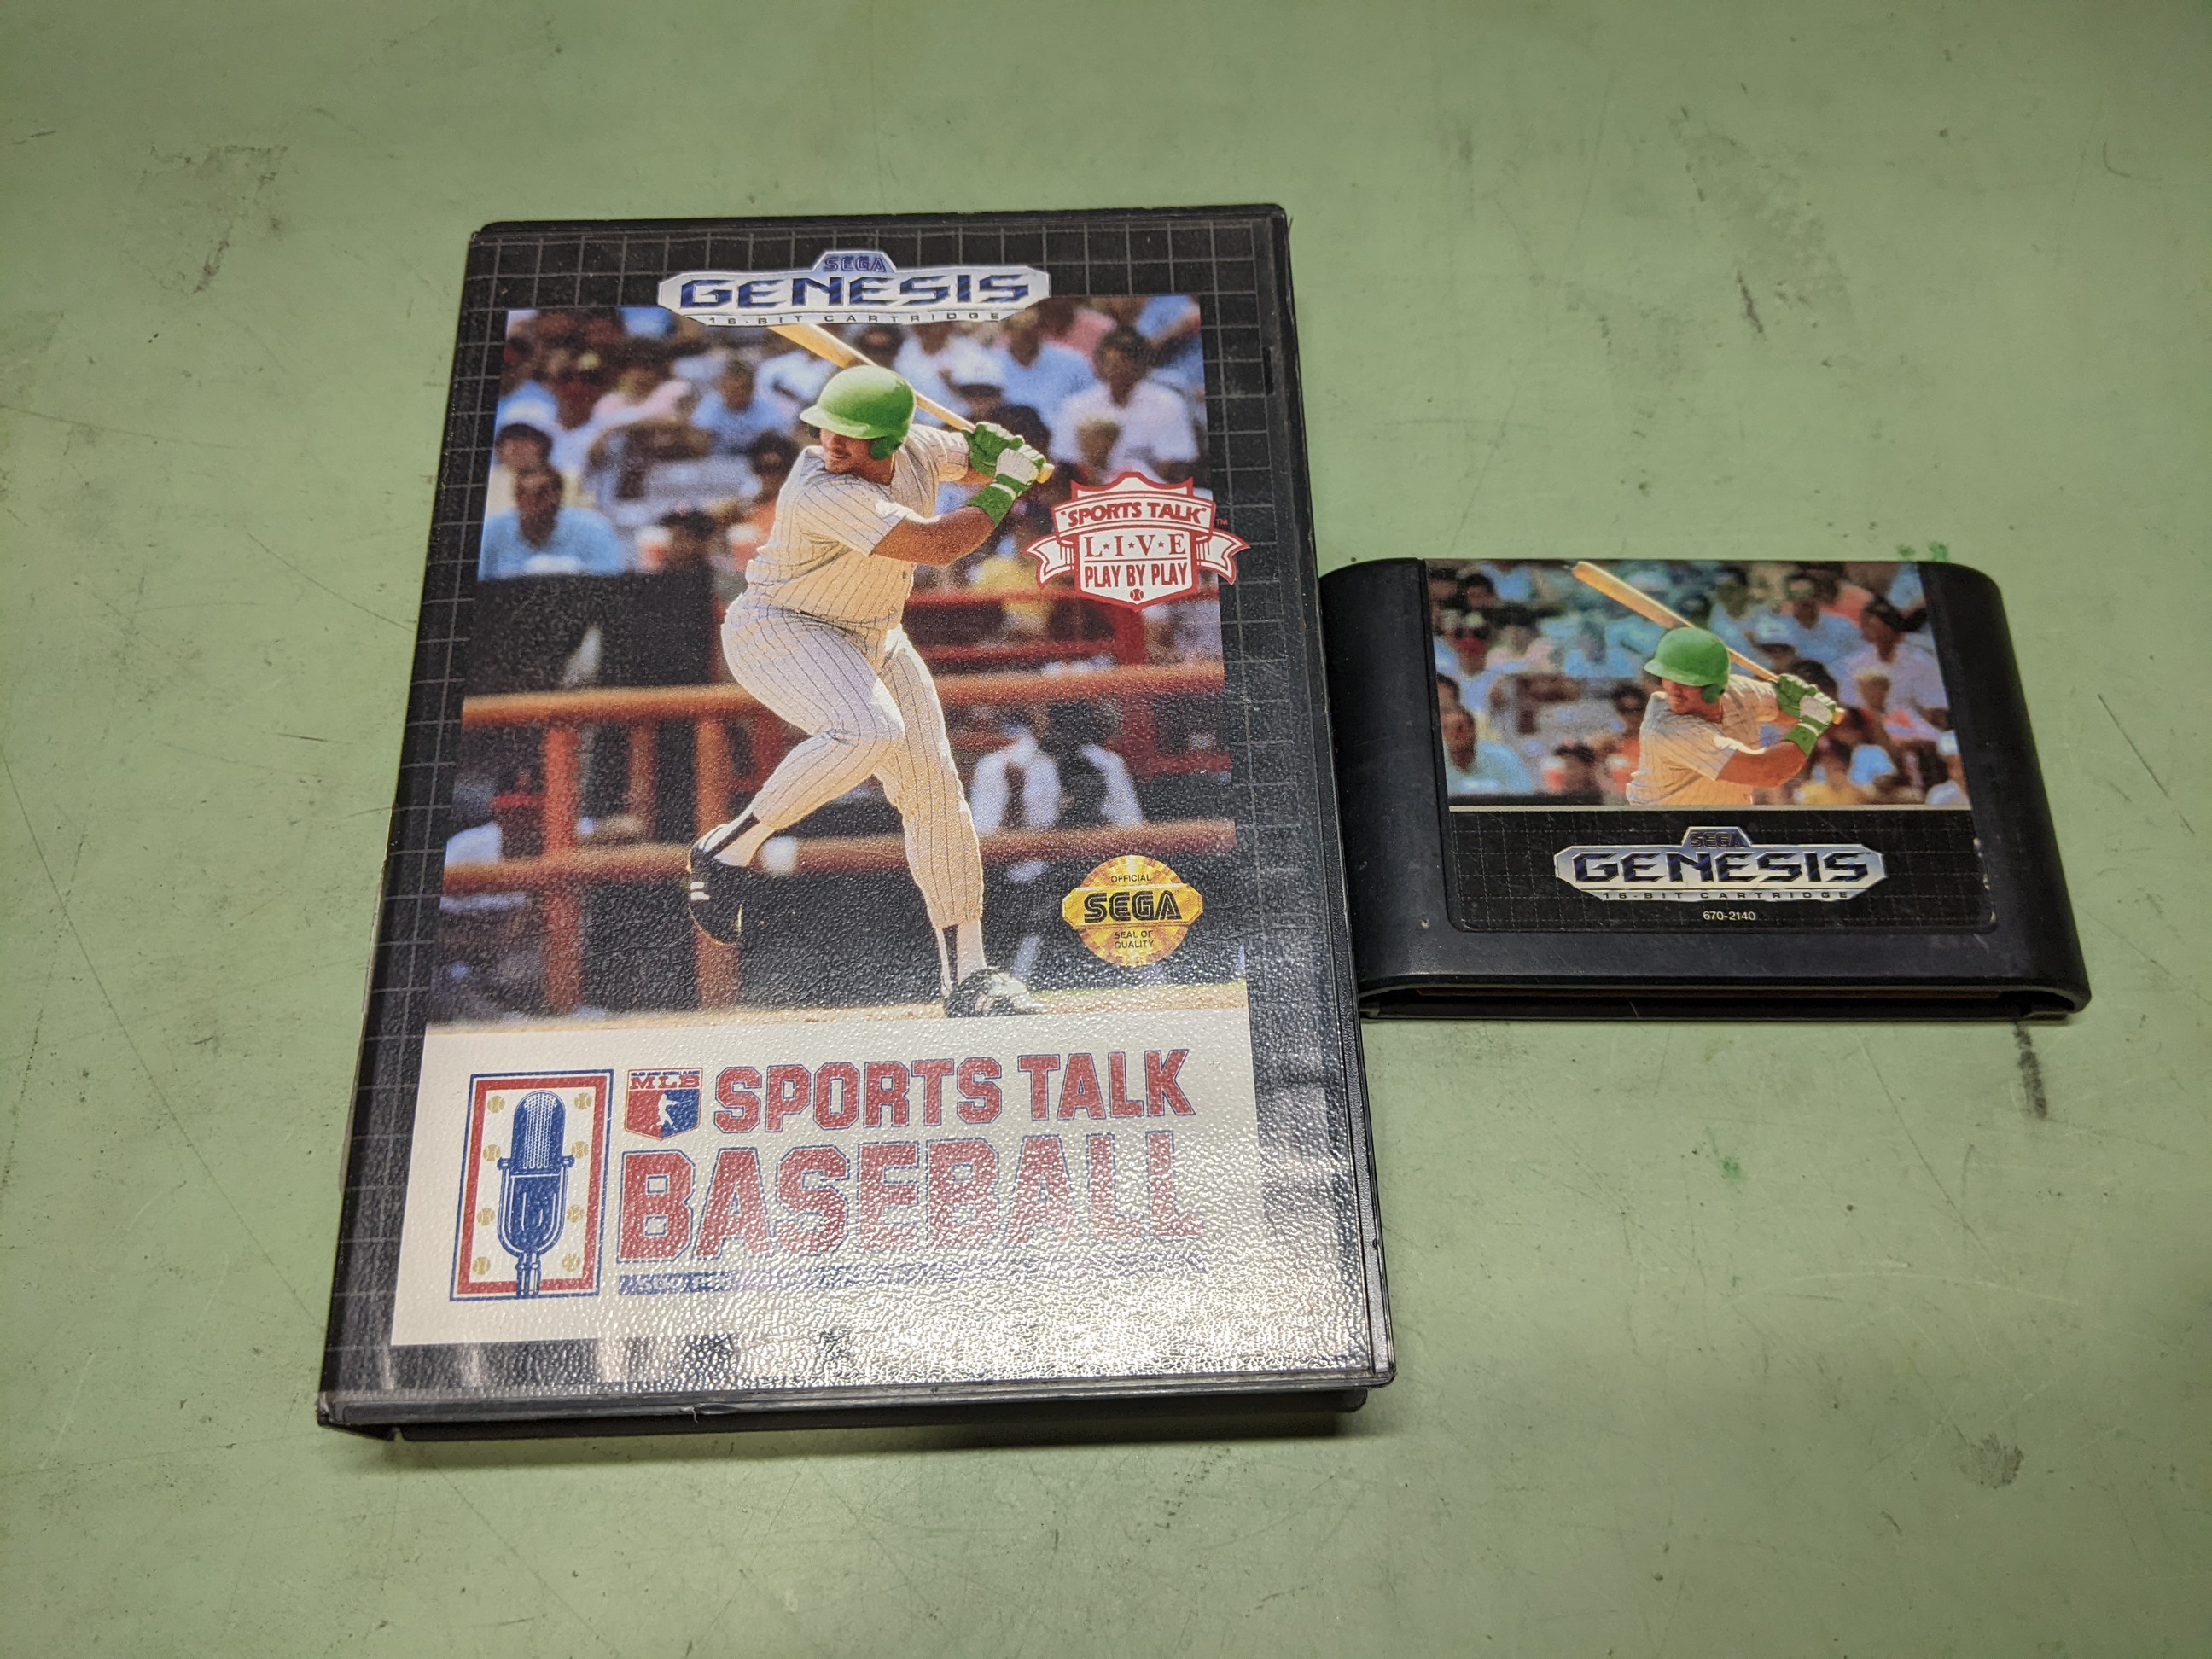 SEGA
GENESIS
16-BIT CARTRIDGE
"SPORTS TALK"™
L★I★V★E
PLAY BY PLAY
OFFICIAL
SEGA
SEAL OF
QUALITY
MLB
SPORTS TALK
BASEBALL
SEGA
GENESIS
16-BIT CARTRIDGE
670-2140